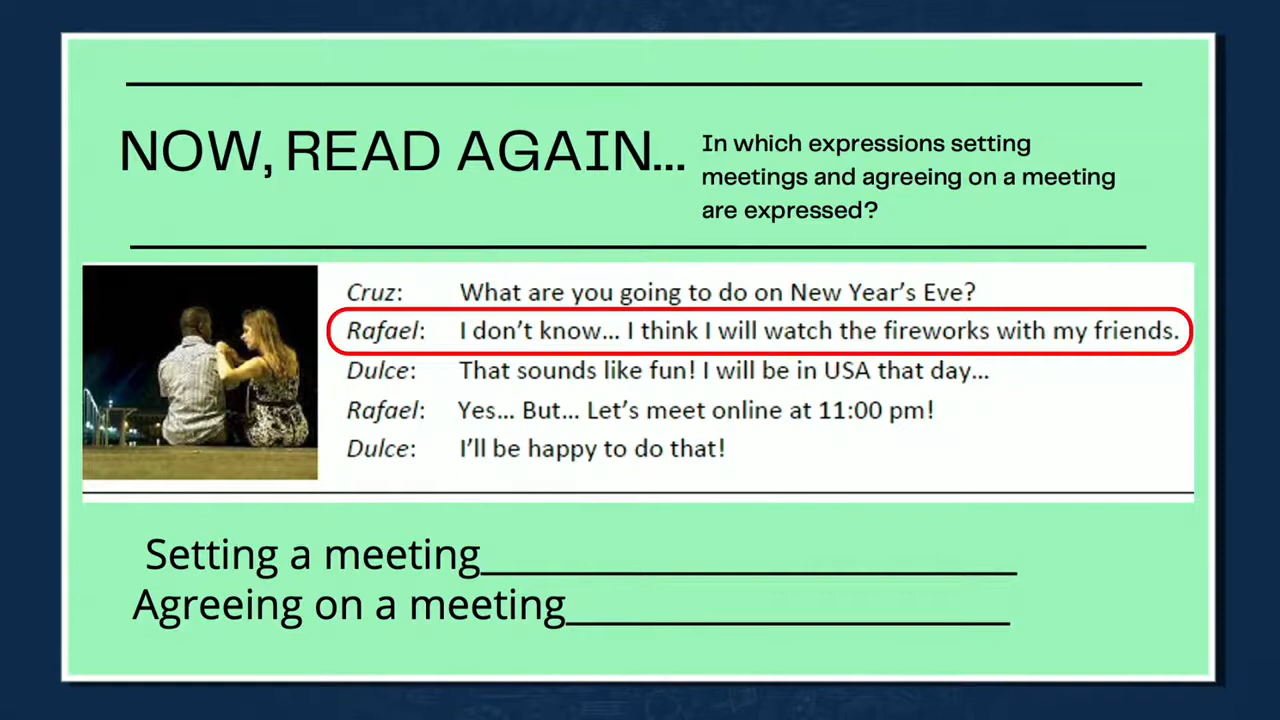 NOW, READ AGAIN...
In which expressions setting
meetings and agreeing on a meeting
are expressed?
Cruz: What are you going to do on New Year's Eve?
Rafael: I don't know... I think I will watch the fireworks with my friends.
Dulce: That sounds like fun! I will be in USA that day...
Rafael: Yes... But... Let's meet online at 11:00 pm!
Dulce: I'll be happy to do that!
Setting a meeting____________________
Agreeing on a meeting________________